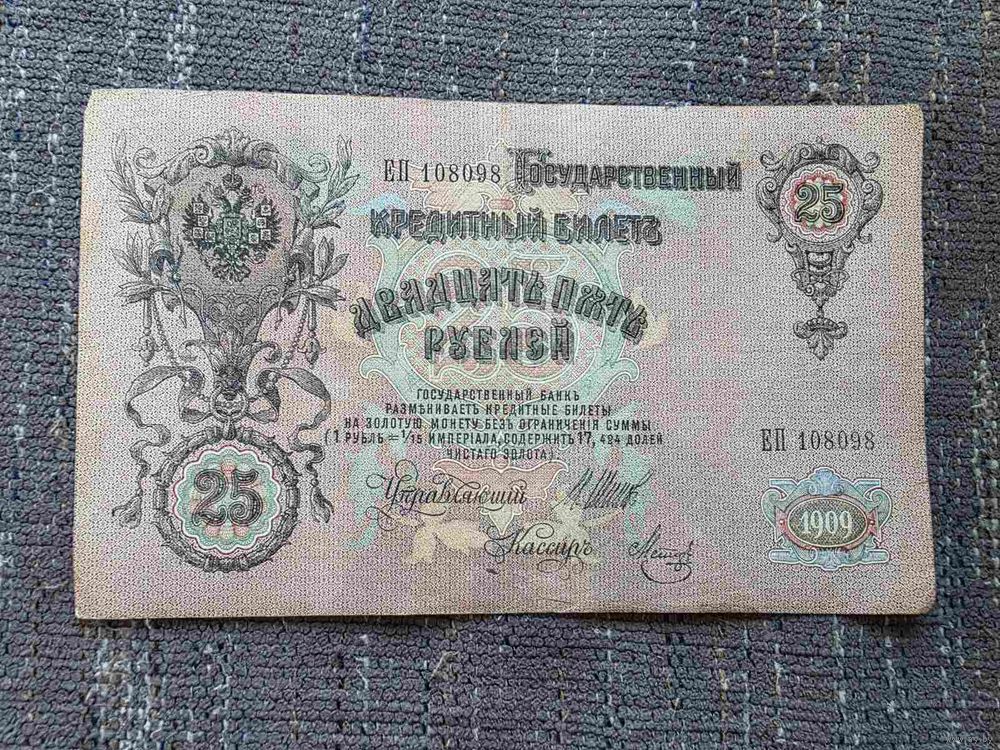 ЕП 108098 Государственный
Кредитный Билетъ
Двадцать пять
рублей
25
ГОСУДАРСТВЕННЫЙ БАНКЪ
РАЗМѢНИВАЕТЪ КРЕДИТНЫЕ БИЛЕТЫ
НА ЗОЛОТУЮ МОНЕТУ БЕЗЪ ОГРАНИЧЕНІЯ СУММЫ
(1 РУБЛЬ = 1/15 ИМПЕРІАЛА, СОДЕРЖИТЪ 17, 424 ДОЛЕЙ
ЧИСТАГО ЗОЛОТА).
ЕП 108098
25
Управляющій
Кассиръ
1909